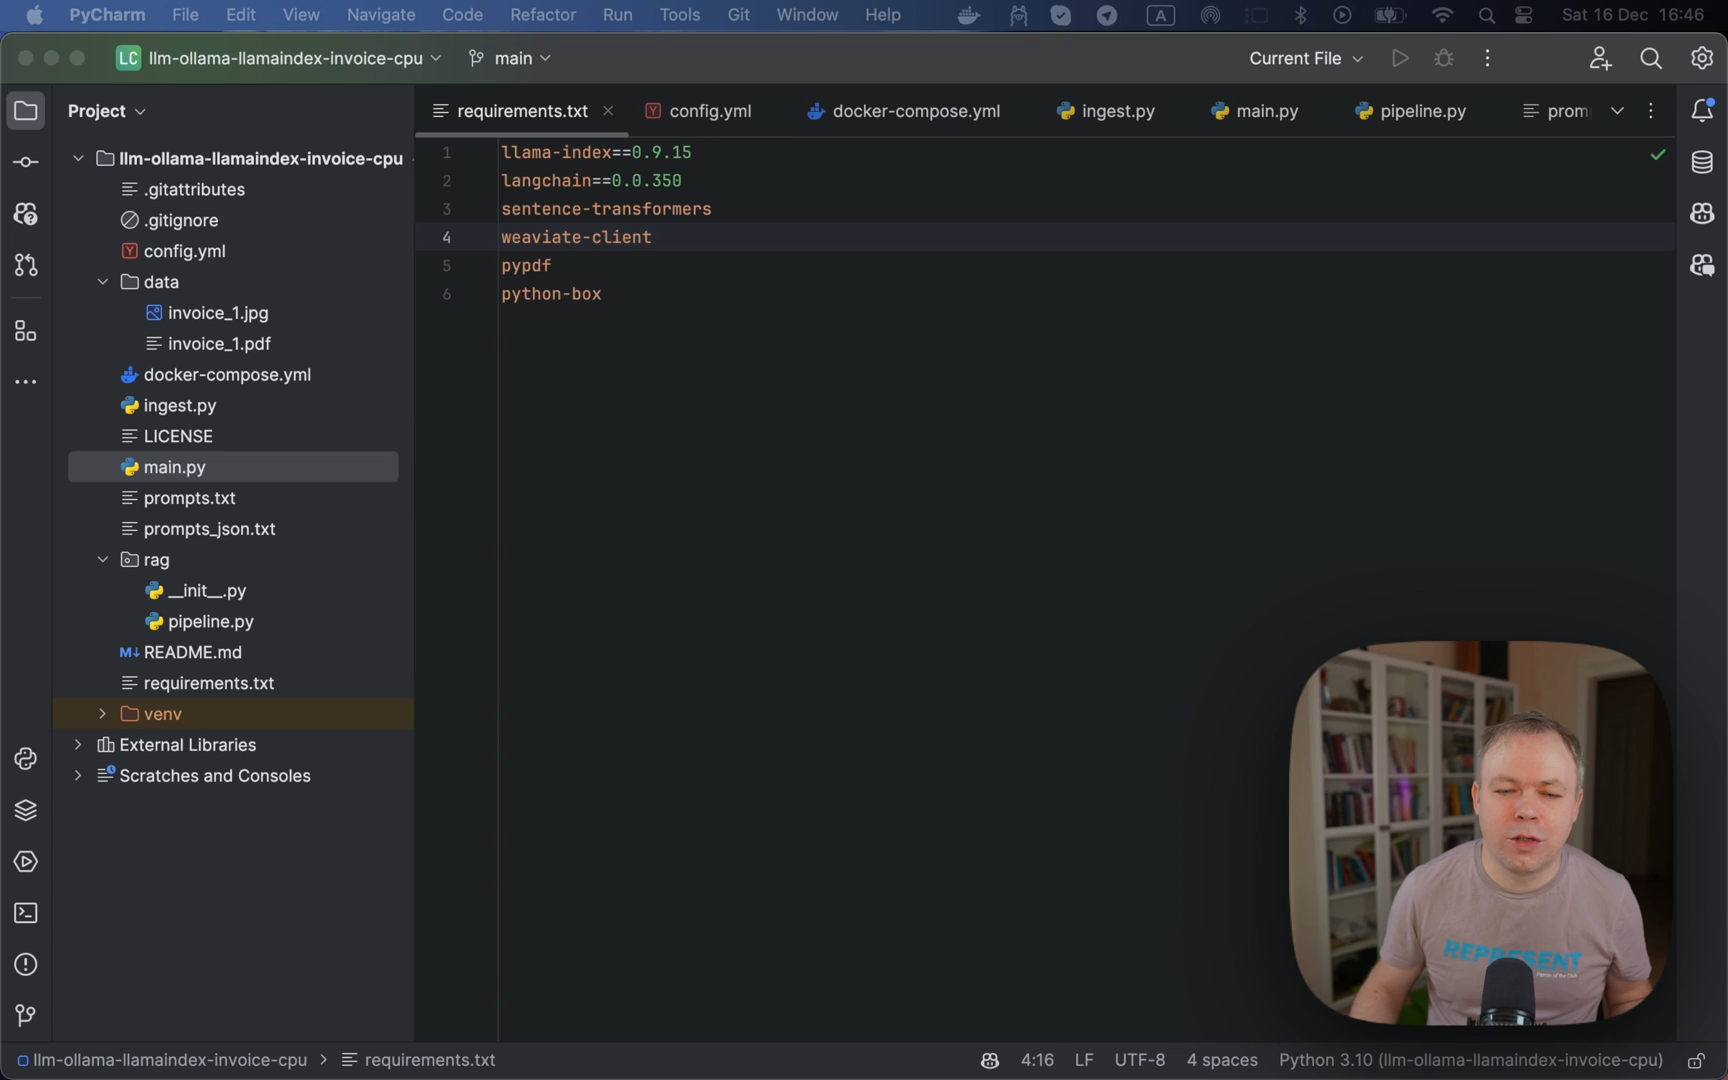 PyCharm File Edit View Navigate Code Refactor Run Tools Git Window Help A Sat 16 Dec 16:46
LC llm-ollama-llamaindex-invoice-cpu main Current File
Project
requirements.txt config.yml docker-compose.yml ingest.py main.py pipeline.py prom
llm-ollama-llamaindex-invoice-cpu
.gitattributes
.gitignore
config.yml
data
invoice_1.jpg
invoice_1.pdf
docker-compose.yml
ingest.py
LICENSE
main.py
prompts.txt
prompts_json.txt
rag
__init__.py
pipeline.py
README.md
requirements.txt
venv
External Libraries
Scratches and Consoles
1 llama-index==0.9.15
2 langchain==0.0.350
3 sentence-transformers
4 weaviate-client
5 pypdf
6 python-box
REPRESENT
llm-ollama-llamaindex-invoice-cpu > requirements.txt 4:16 LF UTF-8 4 spaces Python 3.10 (llm-ollama-llamaindex-invoice-cpu)